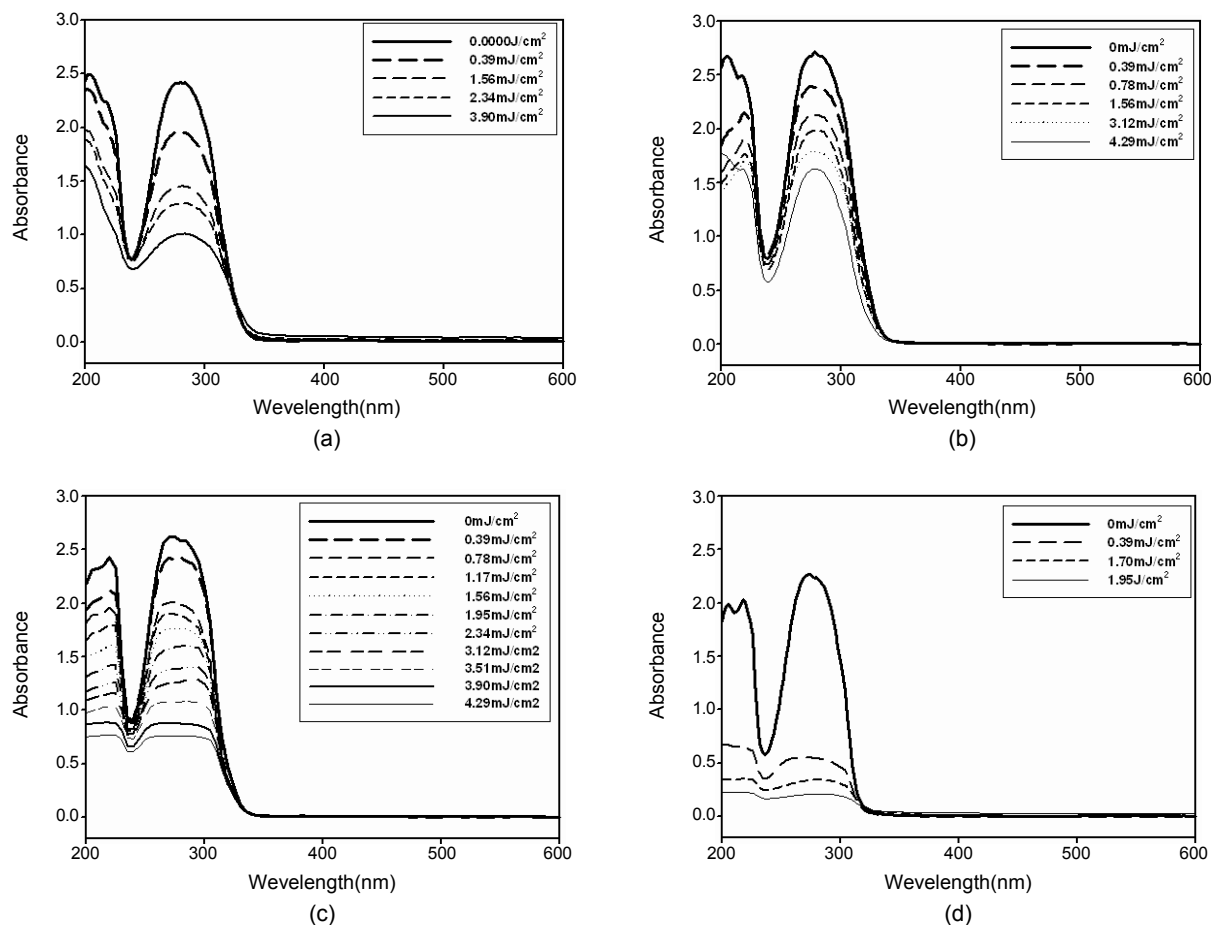 3.0
2.5
2.0
1.5
1.0
0.5
0.0
Absorbance
200 300 400 500 600
Wevelength(nm)
(a)
0.0000J/cm²
0.39mJ/cm²
1.56mJ/cm²
2.34mJ/cm²
3.90mJ/cm²
3.0
2.5
2.0
1.5
1.0
0.5
0.0
Absorbance
200 300 400 500 600
Wevelength(nm)
(b)
0mJ/cm²
0.39mJ/cm²
0.78mJ/cm²
1.56mJ/cm²
3.12mJ/cm²
4.29mJ/cm²
3.0
2.5
2.0
1.5
1.0
0.5
0.0
Absorbance
200 300 400 500 600
Wevelength(nm)
(c)
0mJ/cm²
0.39mJ/cm²
0.78mJ/cm²
1.17mJ/cm²
1.56mJ/cm²
1.95mJ/cm²
2.34mJ/cm²
3.12mJ/cm2
3.51mJ/cm2
3.90mJ/cm2
4.29mJ/cm2
3.0
2.5
2.0
1.5
1.0
0.5
0.0
Absorbance
200 300 400 500 600
Wevelength(nm)
(d)
0mJ/cm²
0.39mJ/cm²
1.70mJ/cm²
1.95J/cm²